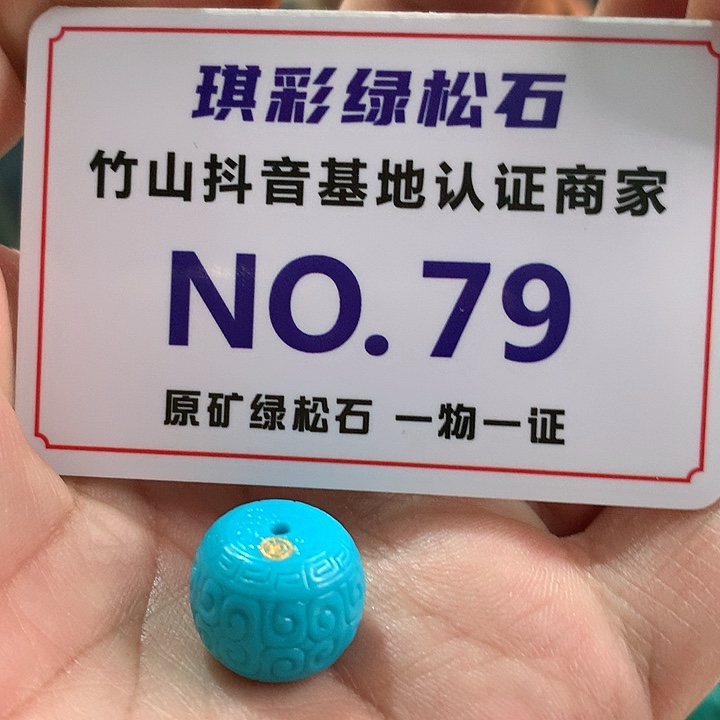 琪彩绿松石
竹山抖音基地认证商家
NO.79
原矿绿松石 一物一证